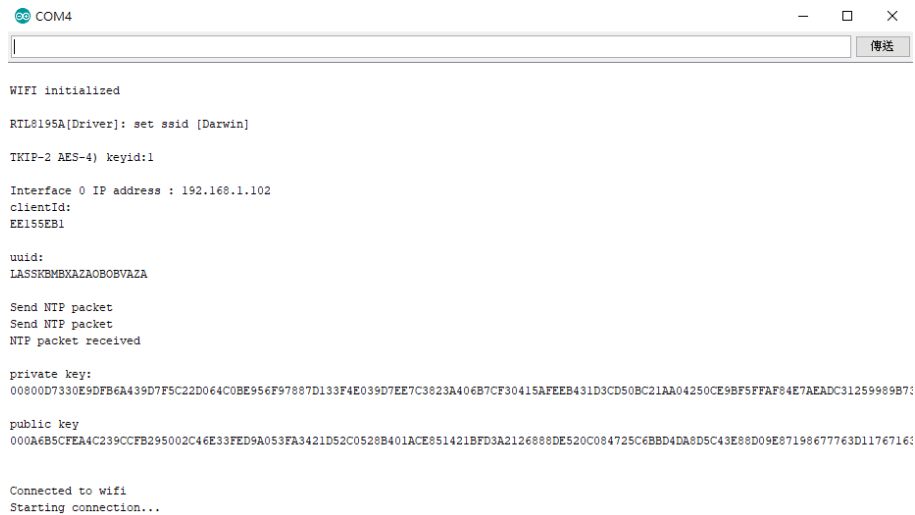 COM4
傳送
WIFI initialized
RTL8195A[Driver]: set ssid [Darwin]
TKIP-2 AES-4) keyid:1
Interface 0 IP address : 192.168.1.102
clientId:
EE155EB1
uuid:
LASSKBMBXAZAOBOBVAZA
Send NTP packet
Send NTP packet
NTP packet received
private key:
00800D7330E9DFB6A439D7F5C22D064C0BE956F97887D133F4E039D7EE7C3823A406B7CF30415AFEEB431D3CD50BC21AA04250CE9BF5FFAF84E7AEADC31259989B73
public key
000A6B5CFEA4C239CCFB295002C46E33FED9A053FA3421D52C0528B401ACE851421BFD3A2126888DE520C084725C6BBD4DA8D5C43E88D09E87198677763D11767163
Connected to wifi
Starting connection...